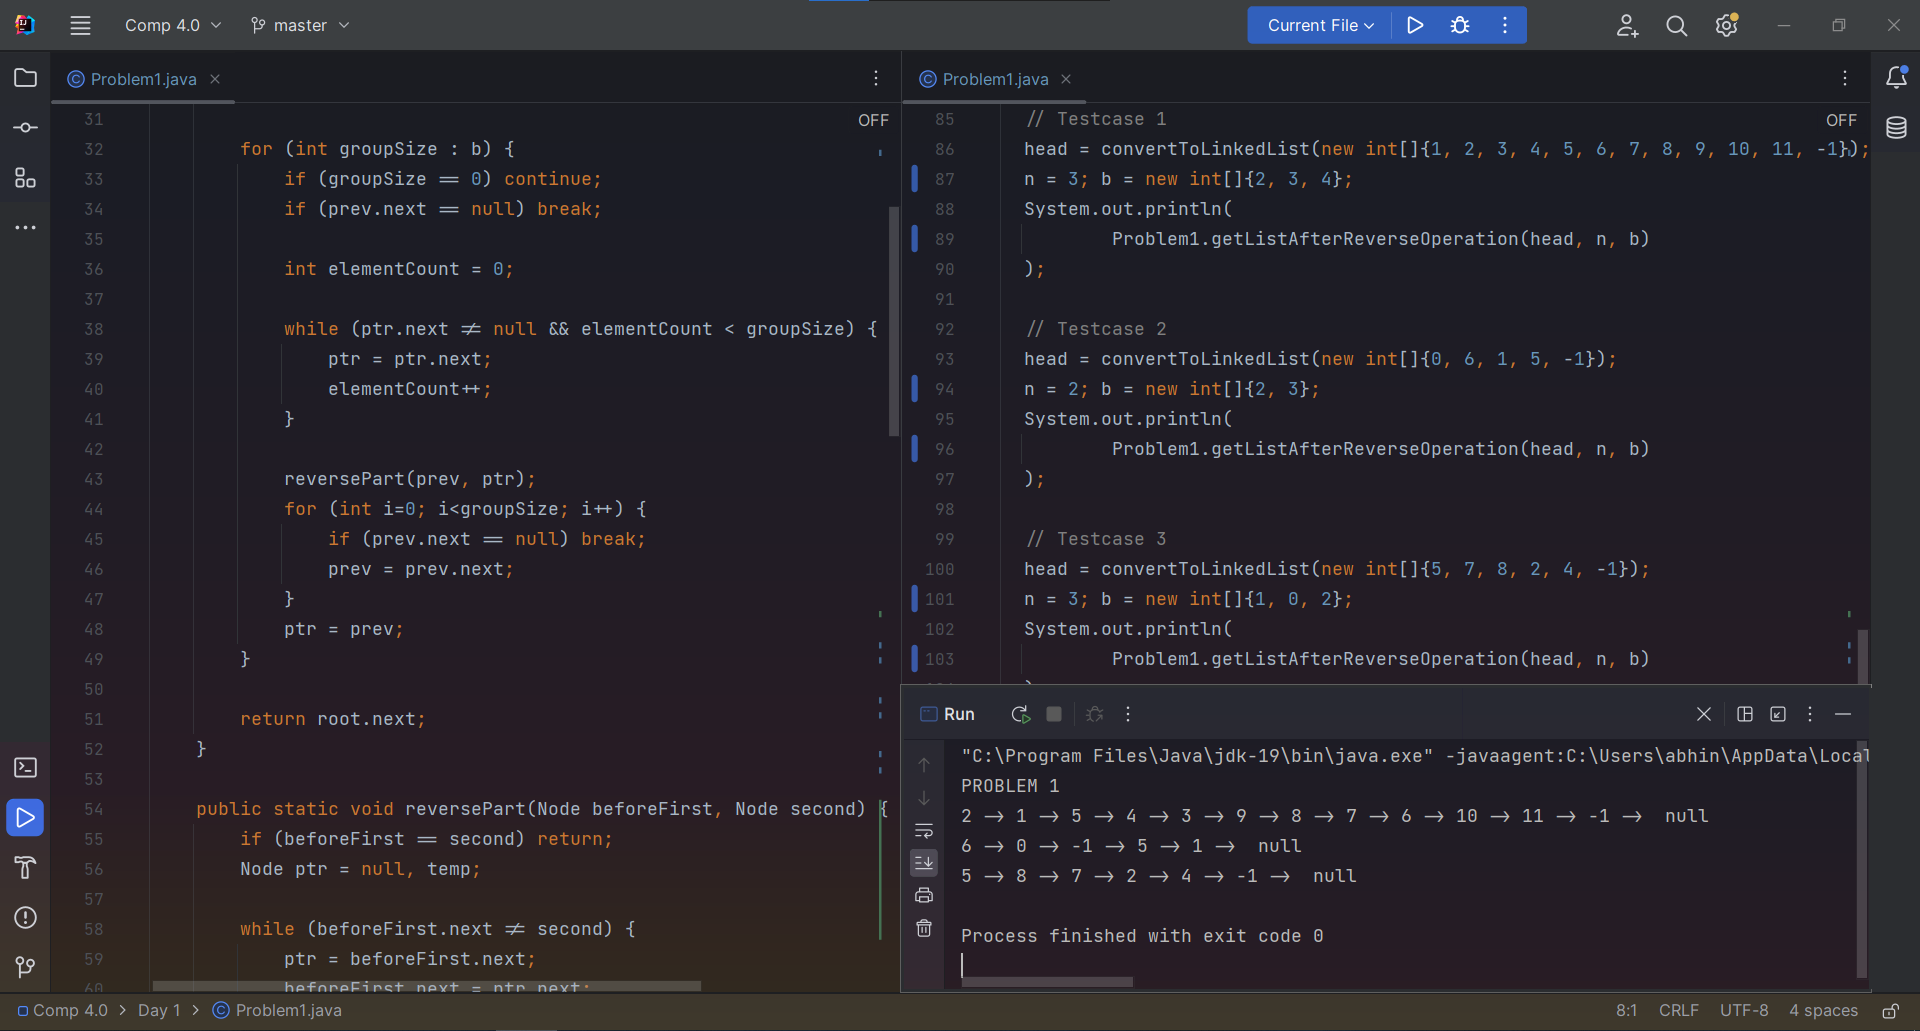 Comp 4.0
master
Current File
Problem1.java
31
OFF
32 for (int groupSize : b) {
33 if (groupSize == 0) continue;
34 if (prev.next == null) break;
35
36 int elementCount = 0;
37
38 while (ptr.next != null && elementCount < groupSize) {
39 ptr = ptr.next;
40 elementCount++;
41 }
42
43 reversePart(prev, ptr);
44 for (int i=0; i<groupSize; i++) {
45 if (prev.next == null) break;
46 prev = prev.next;
47 }
48 ptr = prev;
49 }
50
51 return root.next;
52 }
53
54 public static void reversePart(Node beforeFirst, Node second) {
55 if (beforeFirst == second) return;
56 Node ptr = null, temp;
57
58 while (beforeFirst.next != second) {
59 ptr = beforeFirst.next;
60 beforeFirst.next = ptr.next;
Problem1.java
85 // Testcase 1
OFF
86 head = convertToLinkedList(new int[]{1, 2, 3, 4, 5, 6, 7, 8, 9, 10, 11, -1});
87 n = 3; b = new int[]{2, 3, 4};
88 System.out.println(
89 Problem1.getListAfterReverseOperation(head, n, b)
90 );
91
92 // Testcase 2
93 head = convertToLinkedList(new int[]{0, 6, 1, 5, -1});
94 n = 2; b = new int[]{2, 3};
95 System.out.println(
96 Problem1.getListAfterReverseOperation(head, n, b)
97 );
98
99 // Testcase 3
100 head = convertToLinkedList(new int[]{5, 7, 8, 2, 4, -1});
101 n = 3; b = new int[]{1, 0, 2};
102 System.out.println(
103 Problem1.getListAfterReverseOperation(head, n, b)
Run
"C:\Program Files\Java\jdk-19\bin\java.exe" -javaagent:C:\Users\abhin\AppData\Local
PROBLEM 1
2 -> 1 -> 5 -> 4 -> 3 -> 9 -> 8 -> 7 -> 6 -> 10 -> 11 -> -1 -> null
6 -> 0 -> -1 -> 5 -> 1 -> null
5 -> 8 -> 7 -> 2 -> 4 -> -1 -> null
Process finished with exit code 0
Comp 4.0 > Day 1 > Problem1.java
8:1 CRLF UTF-8 4 spaces